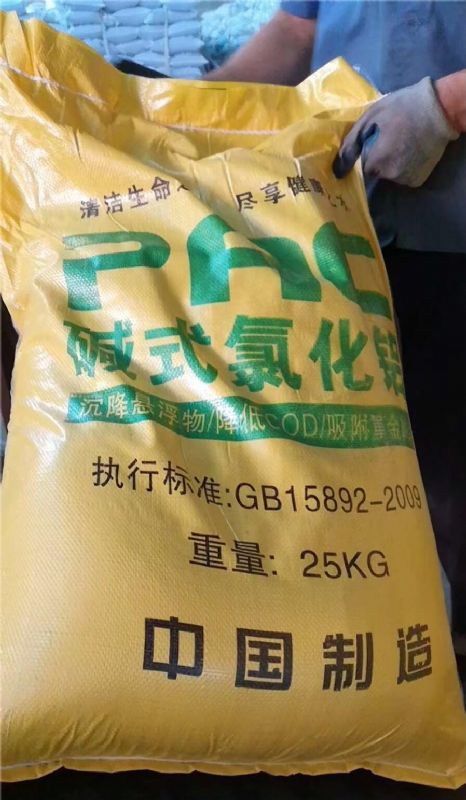 清洁生命 尽享健康
PAC
碱式氯化铝
沉降悬浮物/降低COD/吸附重金
执行标准:GB15892-2009
重量: 25KG
中国制造